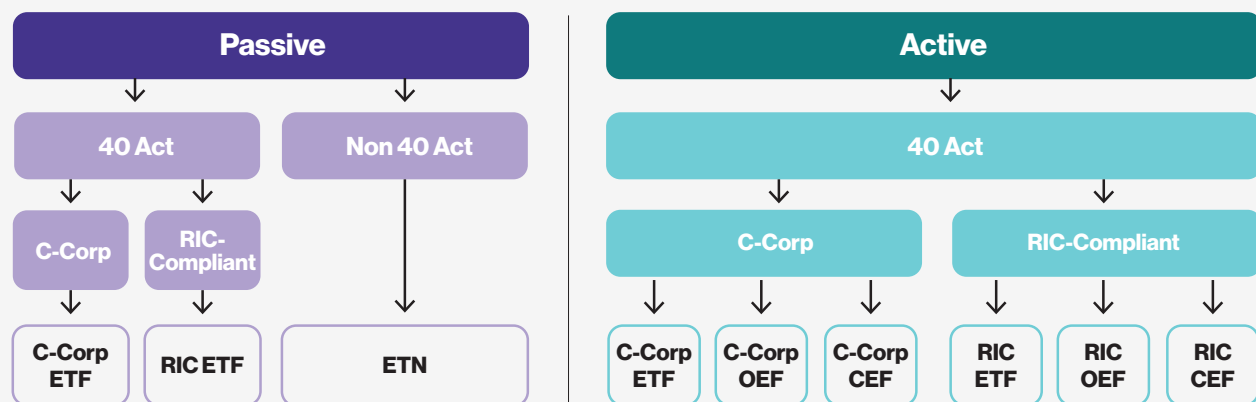 Passive
Active
40 Act
Non 40 Act
40 Act
C-Corp
RIC-
Compliant
C-Corp
RIC-Compliant
C-Corp
ETF
RIC ETF
ETN
C-Corp
ETF
C-Corp
OEF
C-Corp
CEF
RIC
ETF
RIC
OEF
RIC
CEF